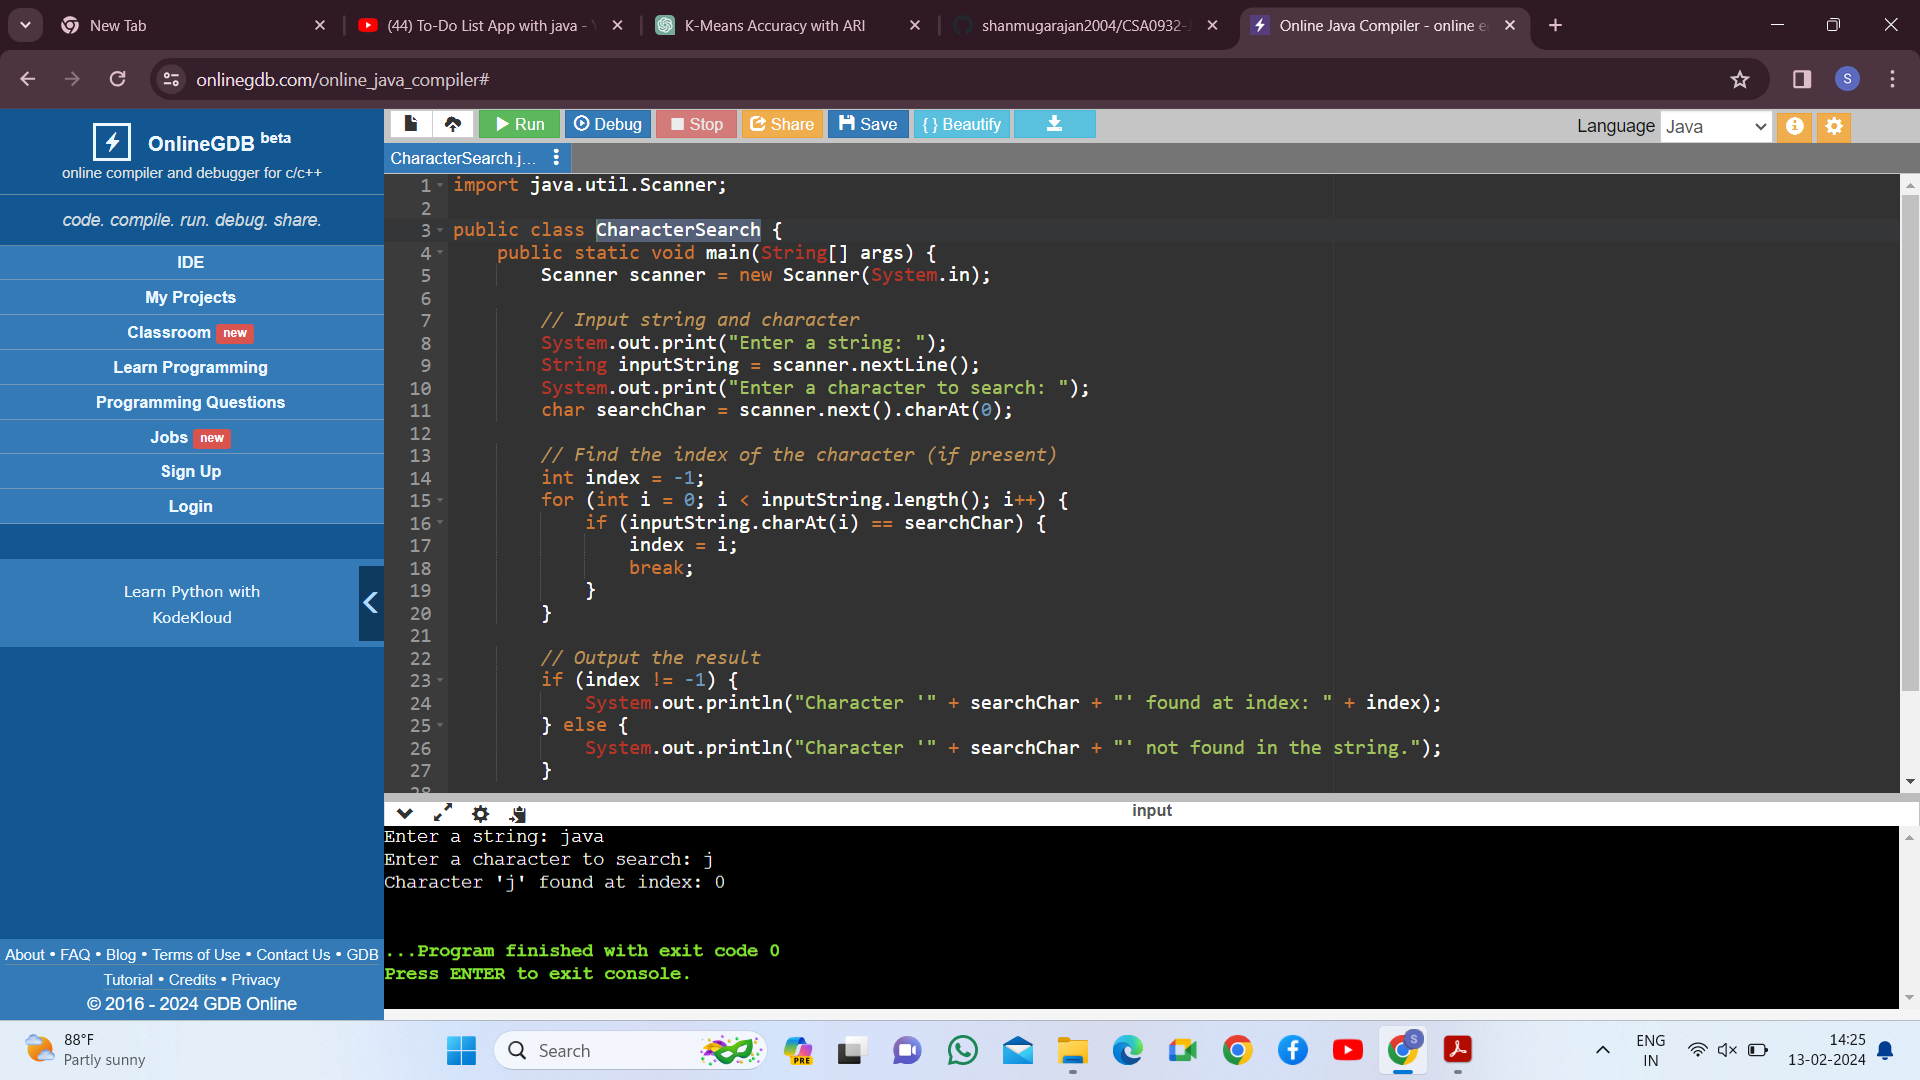 New Tab
(44) To-Do List App with java -
K-Means Accuracy with ARI
shanmugarajan2004/CSA0932-
Online Java Compiler - online e
onlinegdb.com/online_java_compiler#
S
OnlineGDB beta
online compiler and debugger for c/c++
code. compile. run. debug. share.
IDE
My Projects
Classroom new
Learn Programming
Programming Questions
Jobs new
Sign Up
Login
Learn Python with
KodeKloud
About • FAQ • Blog • Terms of Use • Contact Us • GDB
Tutorial • Credits • Privacy
© 2016 - 2024 GDB Online
Run Debug Stop Share Save { } Beautify
Language Java
CharacterSearch.j...
1 import java.util.Scanner;
2
3 public class CharacterSearch {
4 public static void main(String[] args) {
5 Scanner scanner = new Scanner(System.in);
6
7 // Input string and character
8 System.out.print("Enter a string: ");
9 String inputString = scanner.nextLine();
10 System.out.print("Enter a character to search: ");
11 char searchChar = scanner.next().charAt(0);
12
13 // Find the index of the character (if present)
14 int index = -1;
15 for (int i = 0; i < inputString.length(); i++) {
16 if (inputString.charAt(i) == searchChar) {
17 index = i;
18 break;
19 }
20 }
21
22 // Output the result
23 if (index != -1) {
24 System.out.println("Character '" + searchChar + "' found at index: " + index);
25 } else {
26 System.out.println("Character '" + searchChar + "' not found in the string.");
27 }
28
input
Enter a string: java
Enter a character to search: j
Character 'j' found at index: 0
...Program finished with exit code 0
Press ENTER to exit console.
88°F
Partly sunny
Search
PRE
S
ENG
IN
14:25
13-02-2024